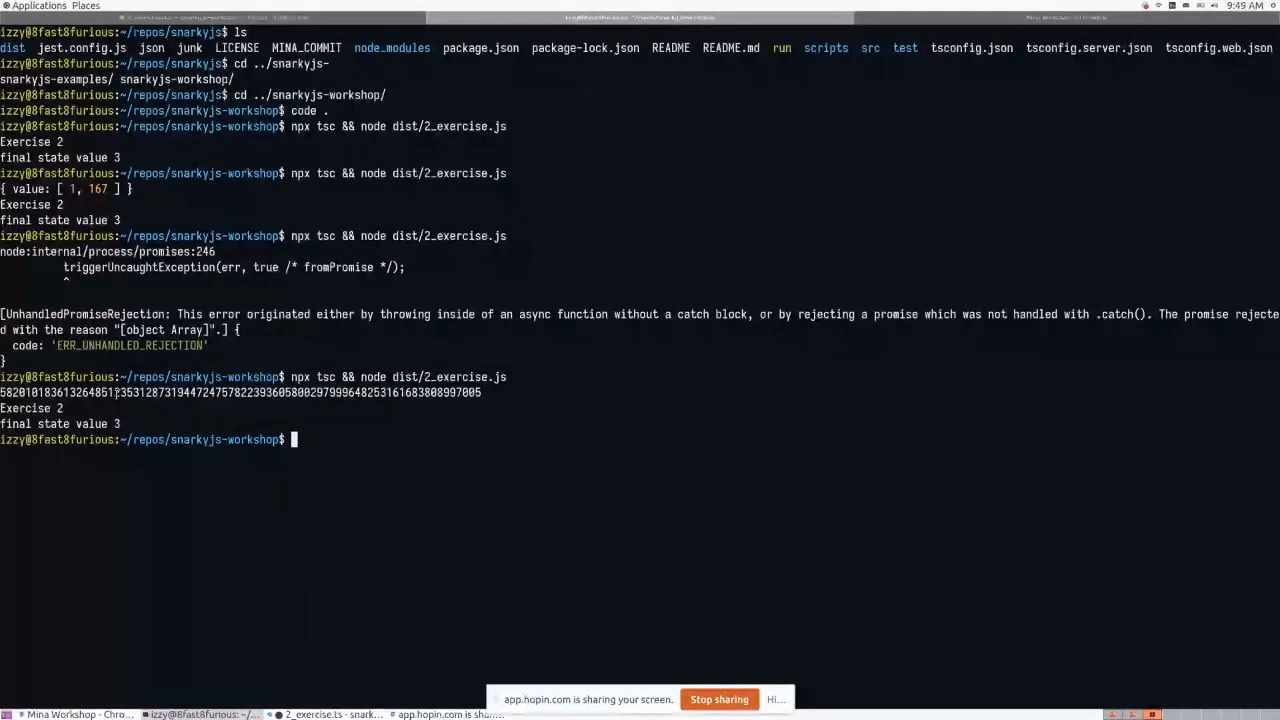 Applications Places
9:49 AM
izzy@8fast8furious:~/repos/snarkyjs$ ls
dist jest.config.js json junk LICENSE MINA_COMMIT node_modules package.json package-lock.json README README.md run scripts src test tsconfig.json tsconfig.server.json tsconfig.web.json
izzy@8fast8furious:~/repos/snarkyjs$ cd ../snarkyjs-
snarkyjs-examples/ snarkyjs-workshop/
izzy@8fast8furious:~/repos/snarkyjs$ cd ../snarkyjs-workshop/
izzy@8fast8furious:~/repos/snarkyjs-workshop$ code .
izzy@8fast8furious:~/repos/snarkyjs-workshop$ npx tsc && node dist/2_exercise.js
Exercise 2
final state value 3
izzy@8fast8furious:~/repos/snarkyjs-workshop$ npx tsc && node dist/2_exercise.js
{ value: [ 1, 167 ] }
Exercise 2
final state value 3
izzy@8fast8furious:~/repos/snarkyjs-workshop$ npx tsc && node dist/2_exercise.js
node:internal/process/promises:246
triggerUncaughtException(err, true /* fromPromise */);
^
[UnhandledPromiseRejection: This error originated either by throwing inside of an async function without a catch block, or by rejecting a promise which was not handled with .catch(). The promise rejecte
d with the reason "[object Array]".] {
code: 'ERR_UNHANDLED_REJECTION'
}
izzy@8fast8furious:~/repos/snarkyjs-workshop$ npx tsc && node dist/2_exercise.js
Exercise 2
final state value 3
izzy@8fast8furious:~/repos/snarkyjs-workshop$
app.hopin.com is sharing your screen. Stop sharing Hi...
Mina Workshop - Chro... izzy@8fast8furious: ~/... 2_exercise.ts - snark... app.hopin.com is shar...